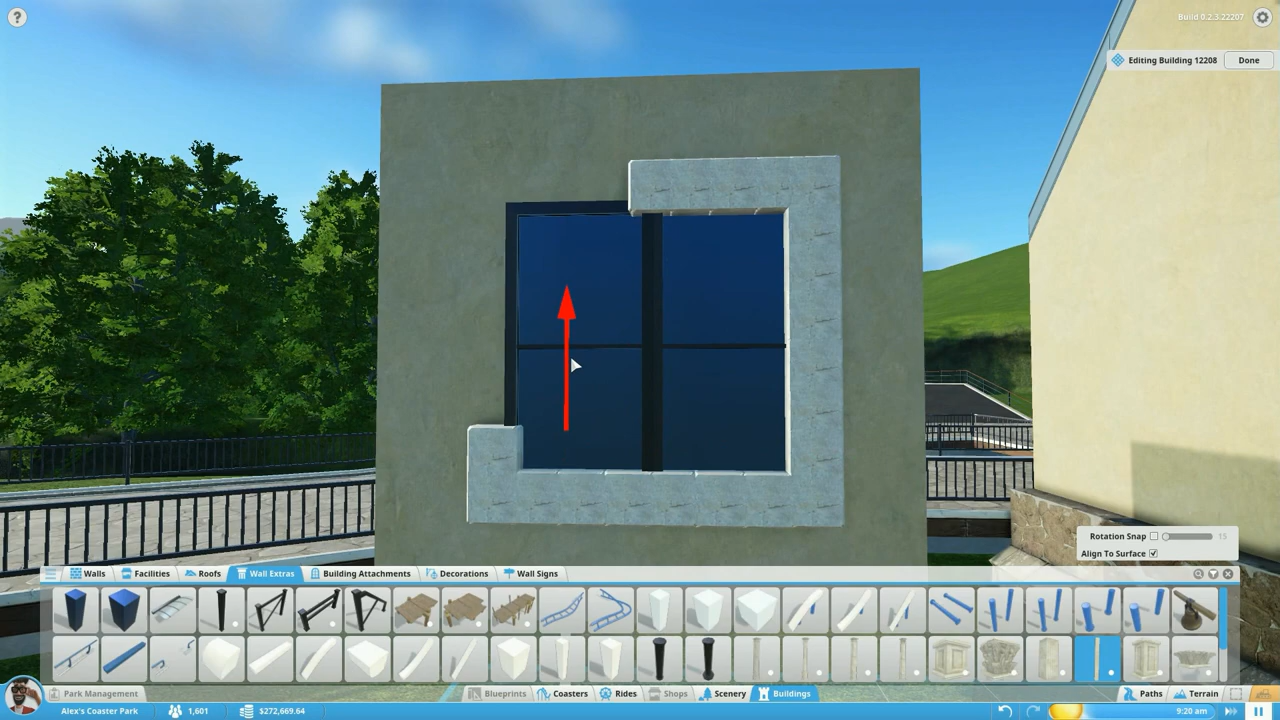 ?
Build 0.2.3.22207
Editing Building 12208
Done
Rotation Snap
15
Align To Surface
Walls
Facilities
Roofs
Wall Extras
Building Attachments
Decorations
Wall Signs
Park Management
Blueprints
Coasters
Rides
Shops
Scenery
Buildings
Paths
Terrain
Alex's Coaster Park
1,601
$272,669.64
9:20 am